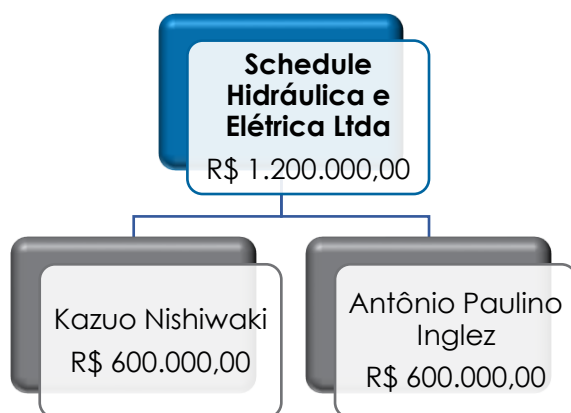 Schedule
Hidráulica e
Elétrica Ltda
R$ 1.200.000,00
Kazuo Nishiwaki
R$ 600.000,00
Antônio Paulino
Inglez
R$ 600.000,00